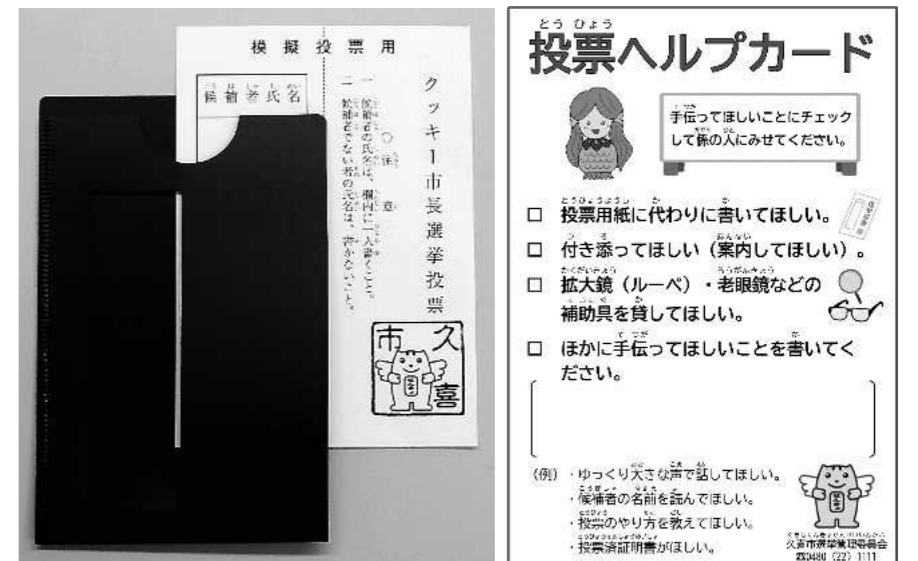 模擬投票用
クッキー市長選挙投票
〇注意
一 候補者の氏名は、欄内に一人書くこと。
二 候補者でない者の氏名は、書かないこと。
候補者氏名
久喜市
とうひょう
投票ヘルプカード
手伝ってほしいことにチェック
して係の人にみせてください。
□ 投票用紙に代わりに書いてほしい。
□ 付き添ってほしい（案内してほしい）。
□ 拡大鏡（ルーペ）・老眼鏡などの
補助具を貸してほしい。
□ ほかに手伝ってほしいことを書いてく
ださい。
（例）・ゆっくり大きな声で話してほしい。
・候補者の名前を読んでほしい。
・投票のやり方を教えてほしい。
・投票済証明書がほしい。
久喜市選挙管理委員会
☎0480（22）1111